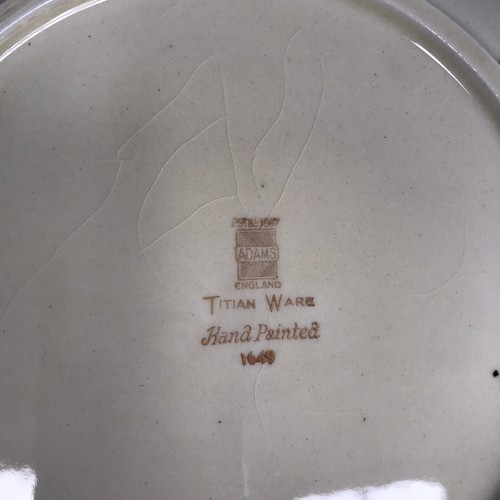 ADAMS
ENGLAND
TITIAN WARE
Hand Painted
1649